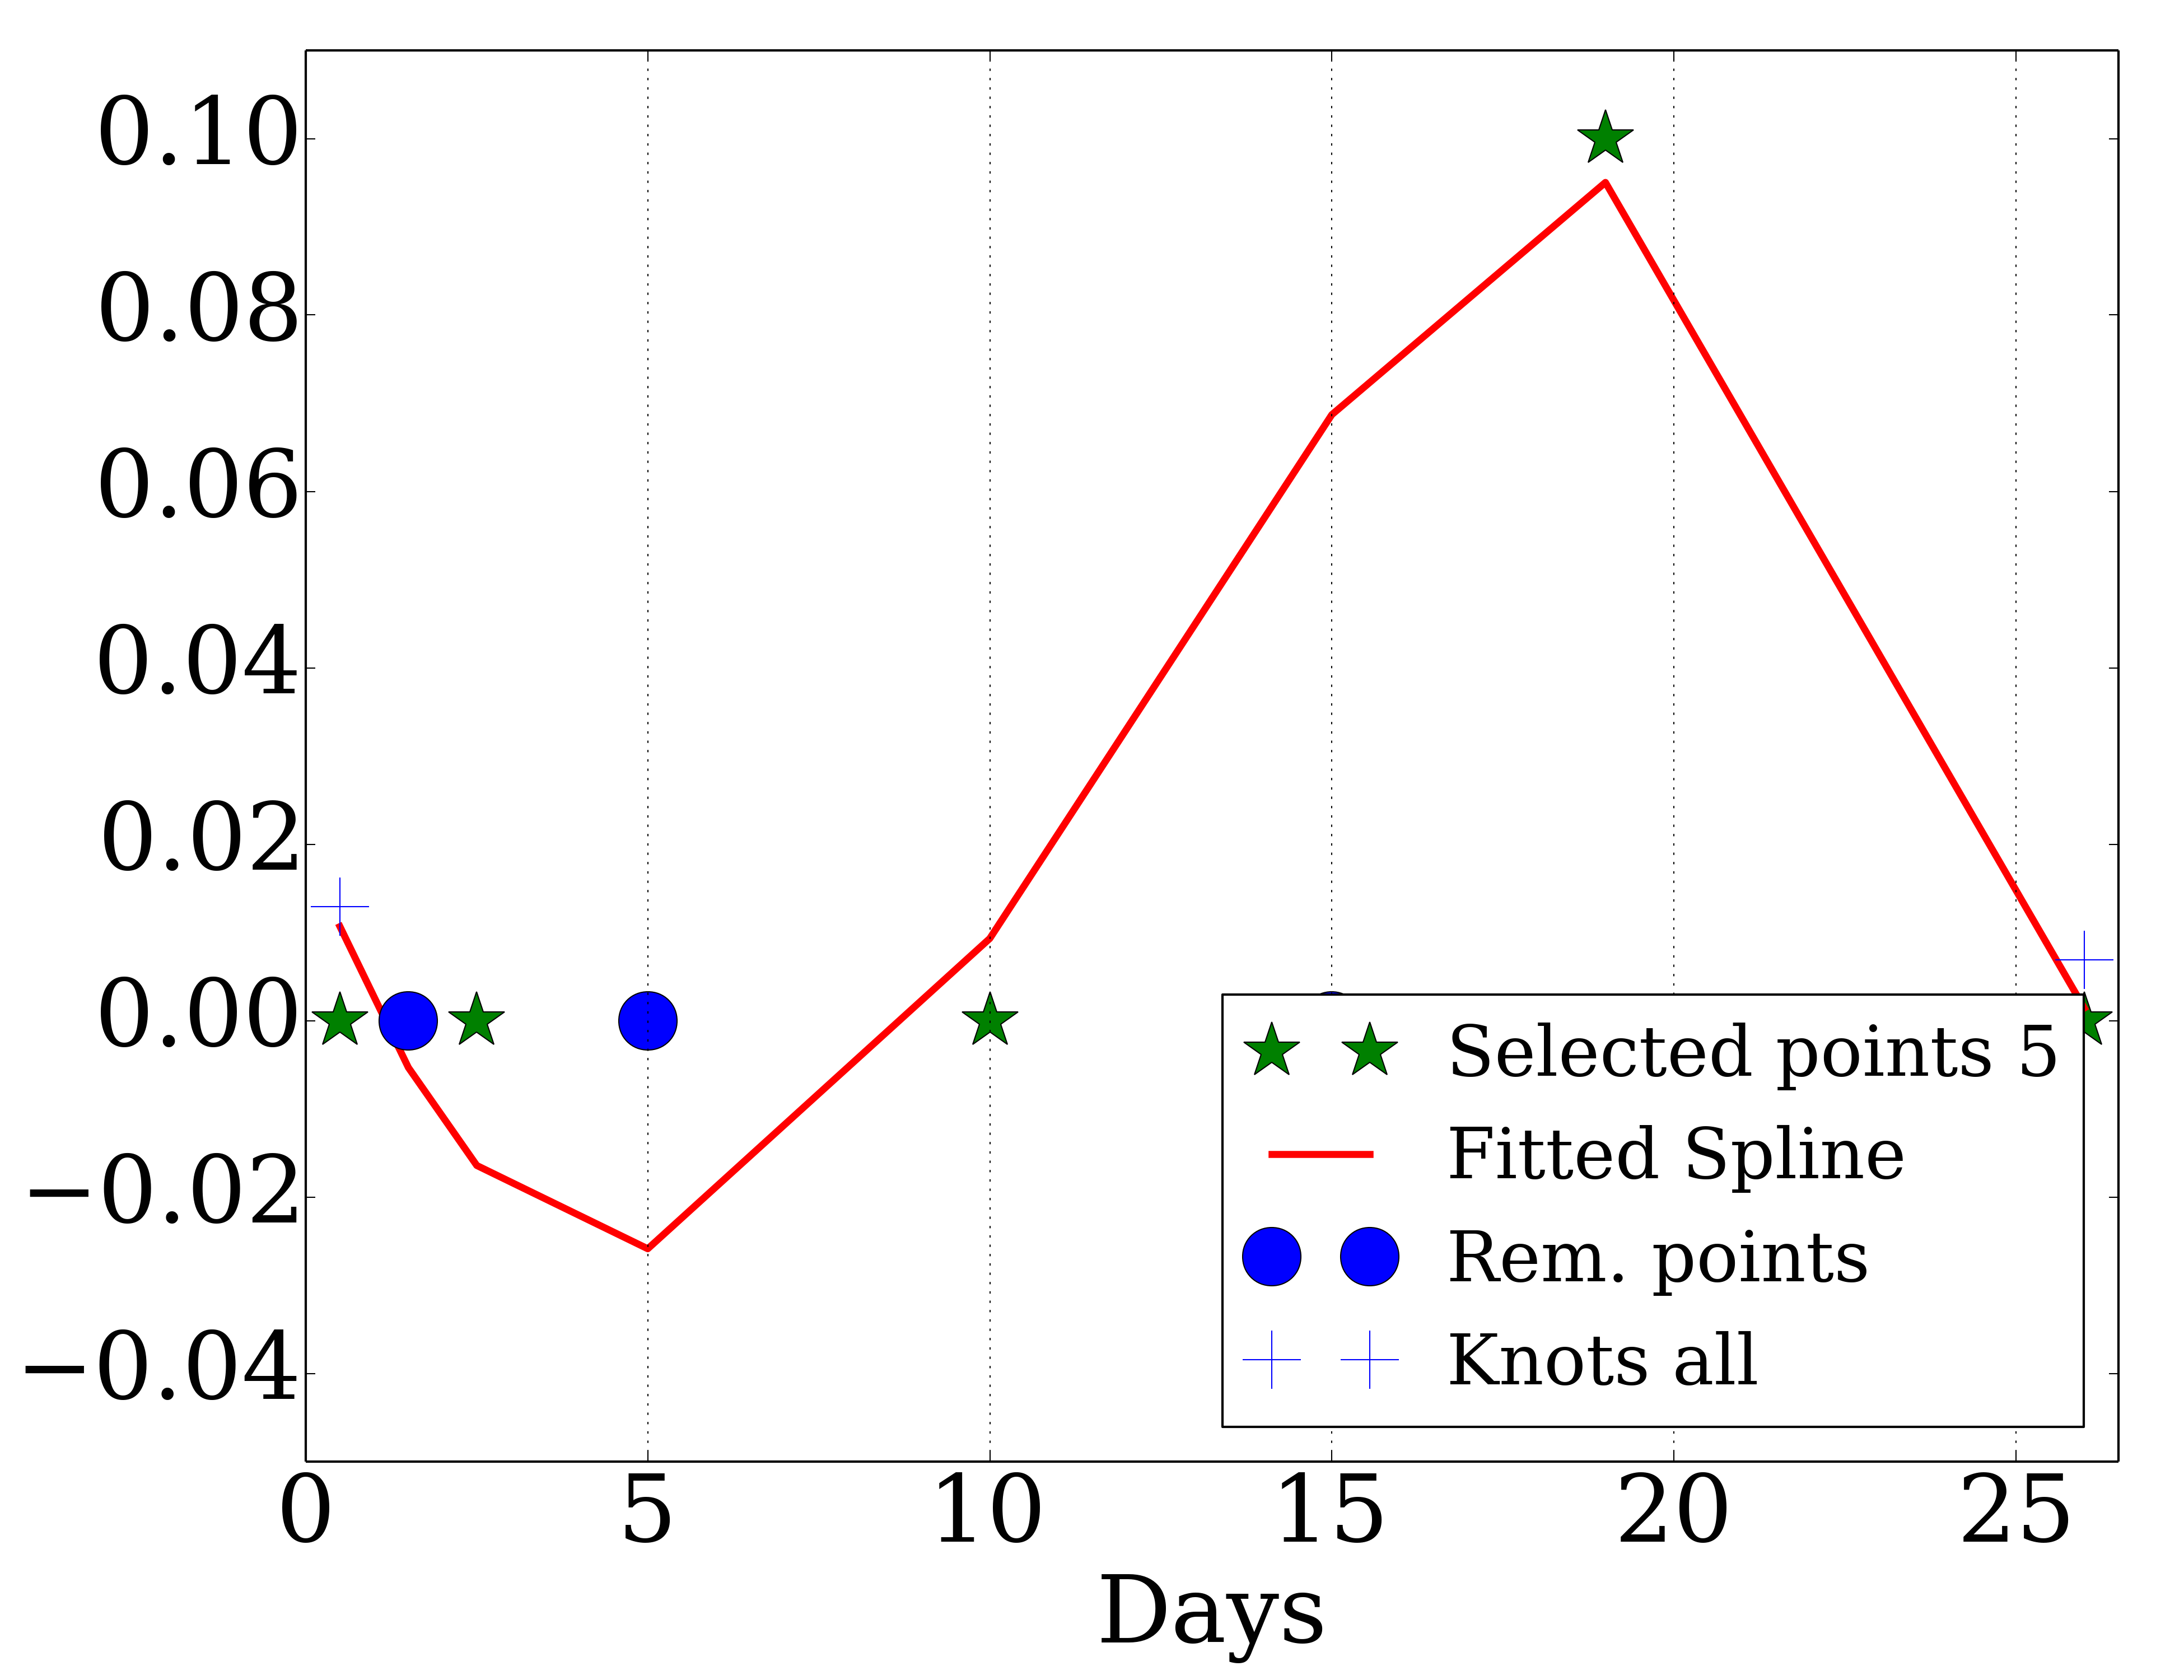 0.10
0.08
0.06
0.04
0.02
0.00
−0.02
−0.04
Selected points 5
Fitted Spline
Rem. points
Knots all
0 5 10 15 20 25
Days